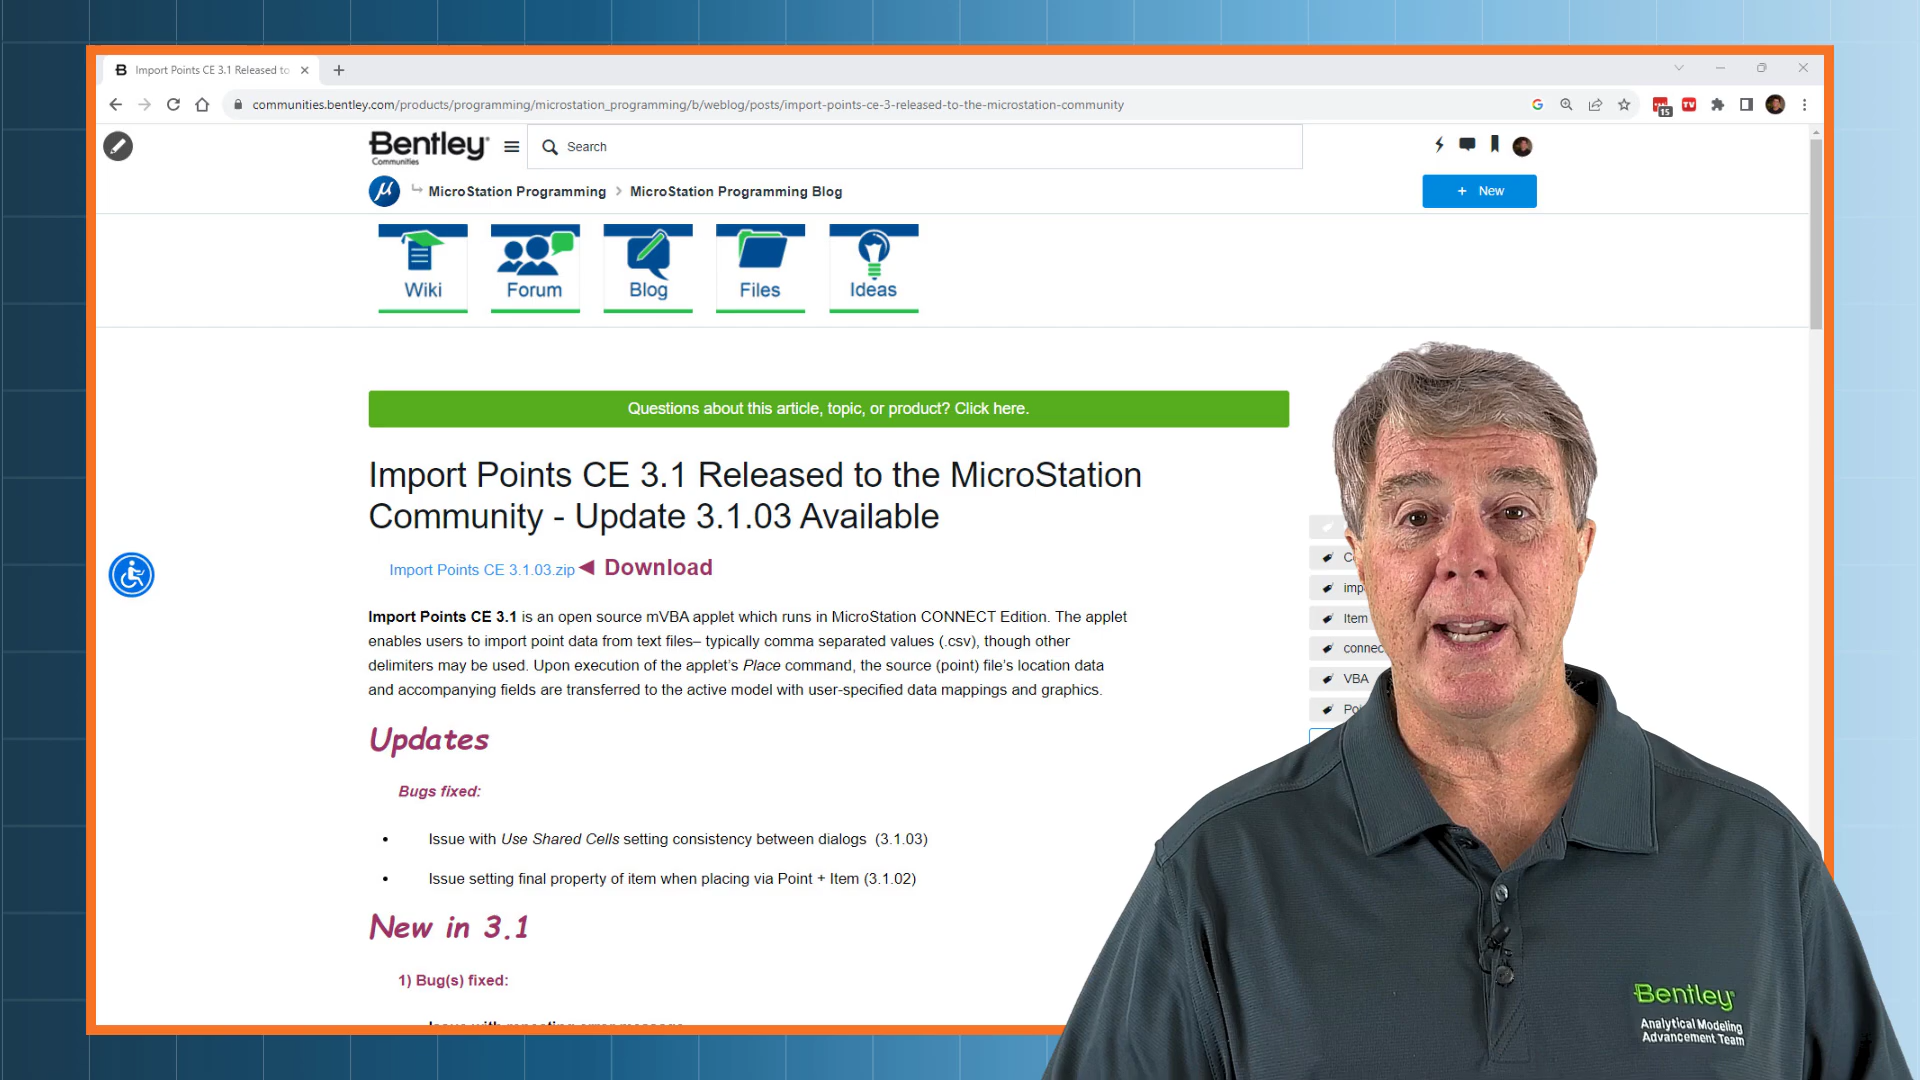 Import Points CE 3.1 Released to
communities.bentley.com/products/programming/microstation_programming/b/weblog/posts/import-points-ce-3-released-to-the-microstation-community
15
TV
Bentley
Communities
Search
MicroStation Programming > MicroStation Programming Blog
+ New
Wiki
Forum
Blog
Files
Ideas
Questions about this article, topic, or product? Click here.
Import Points CE 3.1 Released to the MicroStation
Community - Update 3.1.03 Available
Import Points CE 3.1.03.zip ◄ Download
Import Points CE 3.1 is an open source mVBA applet which runs in MicroStation CONNECT Edition. The applet
enables users to import point data from text files– typically comma separated values (.csv), though other
delimiters may be used. Upon execution of the applet’s Place command, the source (point) file’s location data
and accompanying fields are transferred to the active model with user-specified data mappings and graphics.
Updates
Bugs fixed:
• Issue with Use Shared Cells setting consistency between dialogs (3.1.03)
• Issue setting final property of item when placing via Point + Item (3.1.02)
New in 3.1
1) Bug(s) fixed:
Issue with repeating error message
Item
VBA
Bentley
Analytical Modeling
Advancement Team